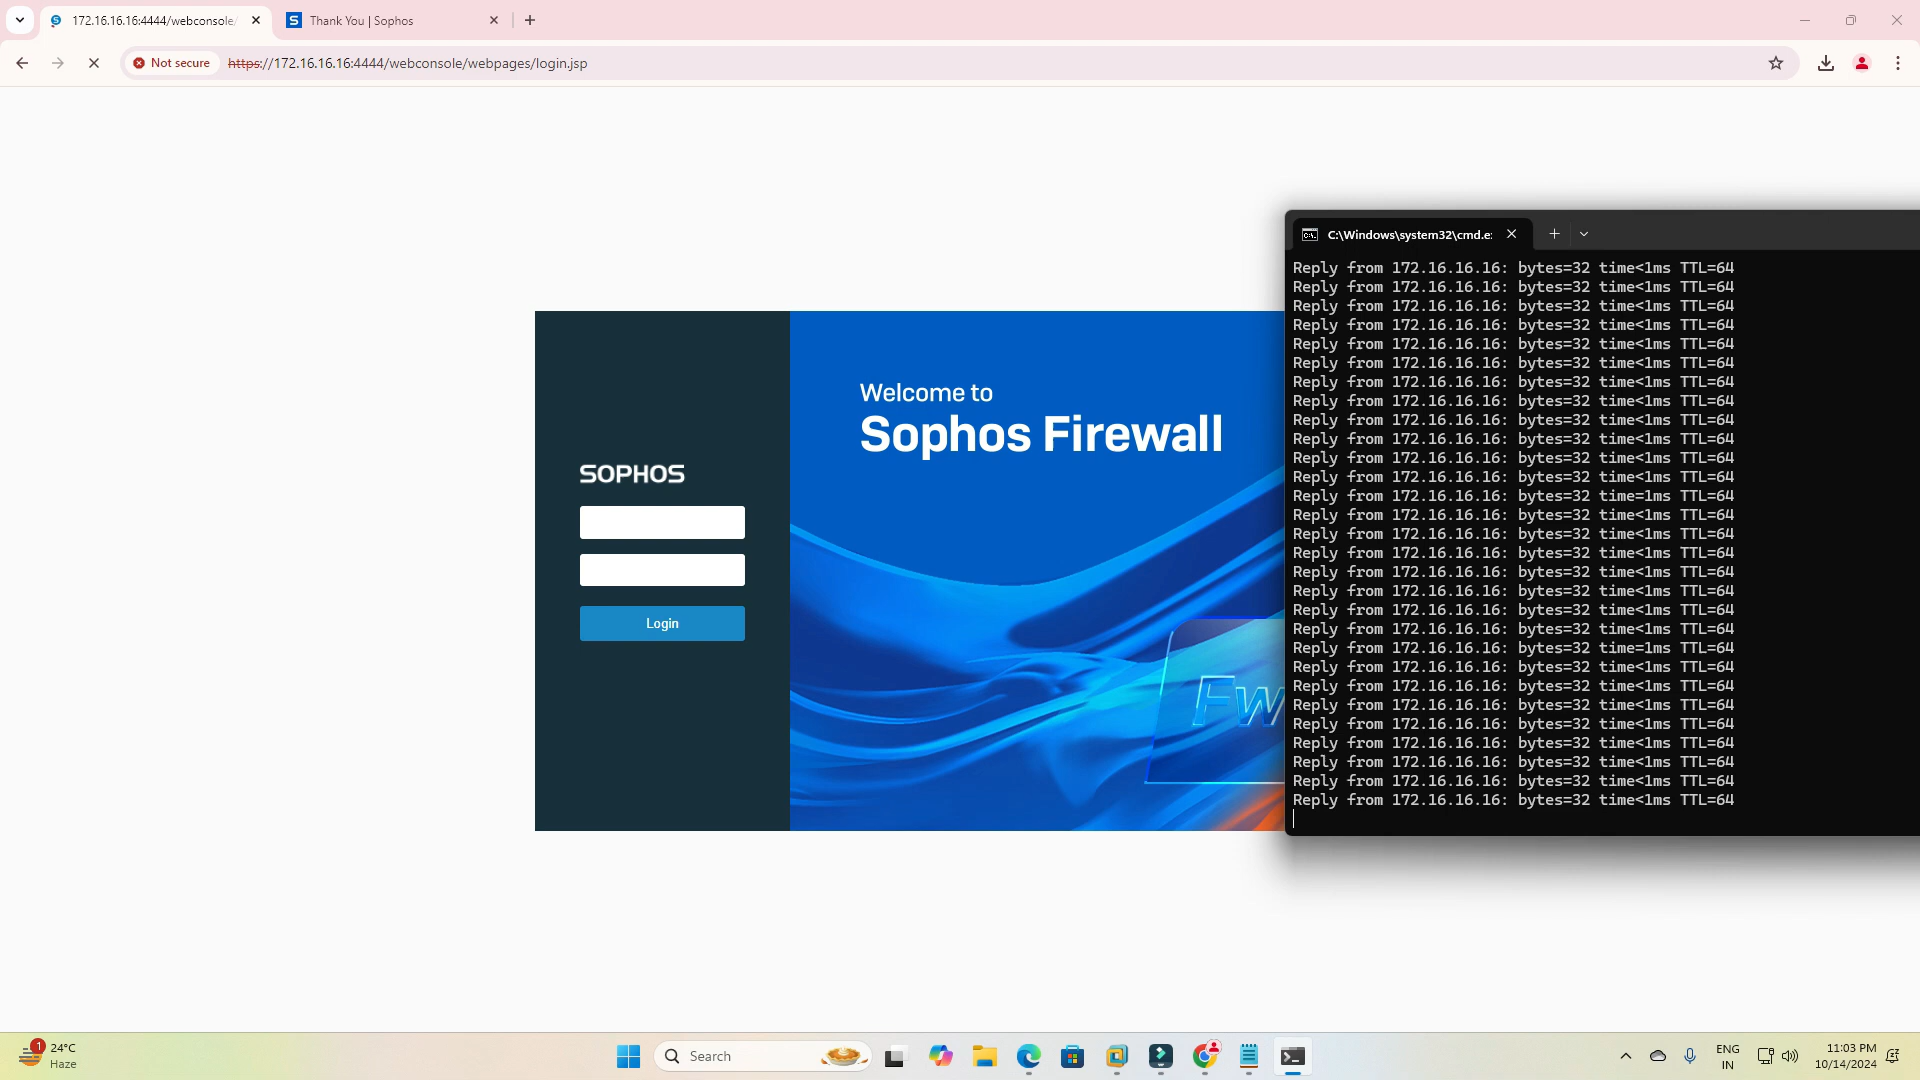 172.16.16.16:4444/webconsole/
Thank You | Sophos
Not secure
https://172.16.16.16:4444/webconsole/webpages/login.jsp
C:\Windows\system32\cmd.e
Welcome to
Sophos Firewall
SOPHOS
Login
Fw
Reply from 172.16.16.16: bytes=32 time<1ms TTL=64
Reply from 172.16.16.16: bytes=32 time<1ms TTL=64
Reply from 172.16.16.16: bytes=32 time<1ms TTL=64
Reply from 172.16.16.16: bytes=32 time<1ms TTL=64
Reply from 172.16.16.16: bytes=32 time<1ms TTL=64
Reply from 172.16.16.16: bytes=32 time<1ms TTL=64
Reply from 172.16.16.16: bytes=32 time<1ms TTL=64
Reply from 172.16.16.16: bytes=32 time<1ms TTL=64
Reply from 172.16.16.16: bytes=32 time<1ms TTL=64
Reply from 172.16.16.16: bytes=32 time<1ms TTL=64
Reply from 172.16.16.16: bytes=32 time<1ms TTL=64
Reply from 172.16.16.16: bytes=32 time<1ms TTL=64
Reply from 172.16.16.16: bytes=32 time=1ms TTL=64
Reply from 172.16.16.16: bytes=32 time<1ms TTL=64
Reply from 172.16.16.16: bytes=32 time<1ms TTL=64
Reply from 172.16.16.16: bytes=32 time<1ms TTL=64
Reply from 172.16.16.16: bytes=32 time<1ms TTL=64
Reply from 172.16.16.16: bytes=32 time<1ms TTL=64
Reply from 172.16.16.16: bytes=32 time<1ms TTL=64
Reply from 172.16.16.16: bytes=32 time<1ms TTL=64
Reply from 172.16.16.16: bytes=32 time=1ms TTL=64
Reply from 172.16.16.16: bytes=32 time<1ms TTL=64
Reply from 172.16.16.16: bytes=32 time<1ms TTL=64
Reply from 172.16.16.16: bytes=32 time<1ms TTL=64
Reply from 172.16.16.16: bytes=32 time<1ms TTL=64
Reply from 172.16.16.16: bytes=32 time<1ms TTL=64
Reply from 172.16.16.16: bytes=32 time<1ms TTL=64
Reply from 172.16.16.16: bytes=32 time<1ms TTL=64
Reply from 172.16.16.16: bytes=32 time<1ms TTL=64
1
24°C
Haze
Search
ENG
IN
11:03 PM
10/14/2024